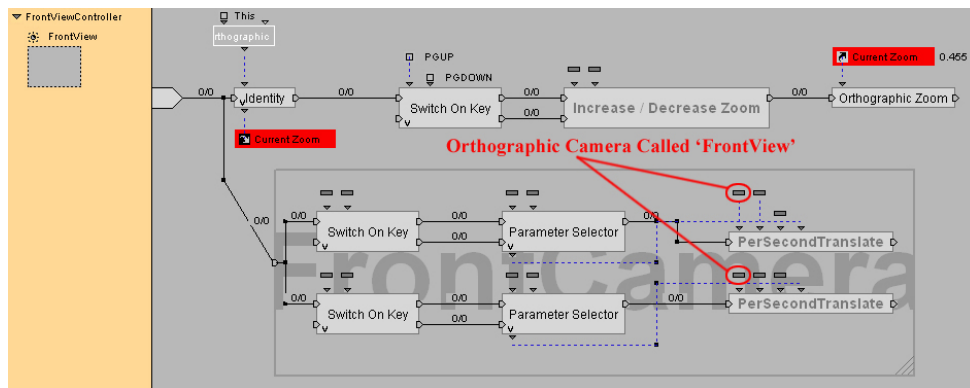 FrontViewController
FrontView
This
rthographic
PGUP
PGDOWN
Current Zoom 0.455
0/0 Identity 0/0 Switch On Key 0/0 Increase / Decrease Zoom 0/0 Orthographic Zoom
0/0
Current Zoom
Orthographic Camera Called ‘FrontView’
0/0
0/0 Switch On Key 0/0 Parameter Selector 0/0 PerSecondTranslate
0/0
FrontCamera
0/0 Switch On Key 0/0 Parameter Selector 0/0 PerSecondTranslate
0/0